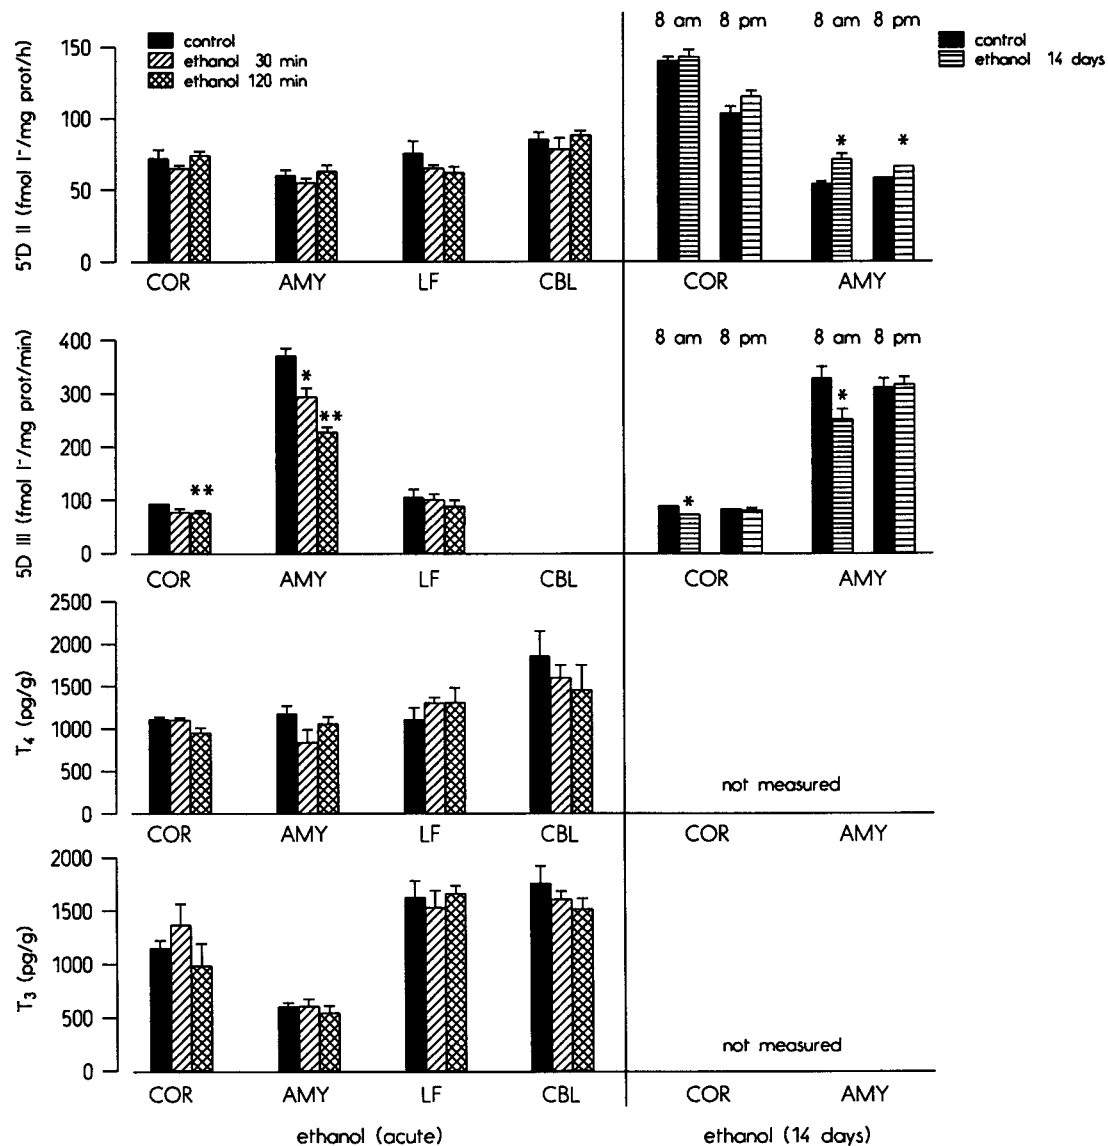 8 am 8 pm 8 am 8 pm
control
ethanol 30 min
ethanol 120 min
control
ethanol 14 days
5'D II (fmol I⁻/mg prot/h)
150
100
50
0
* *
COR AMY LF CBL COR AMY
8 am 8 pm 8 am 8 pm
5D III (fmol I⁻/mg prot/min)
400
300
200
100
0
** * ** * *
COR AMY LF CBL COR AMY
T₄ (pg/g)
2500
2000
1500
1000
500
0
not measured
COR AMY LF CBL COR AMY
T₃ (pg/g)
2000
1500
1000
500
0
not measured
COR AMY LF CBL COR AMY
ethanol (acute) ethanol (14 days)